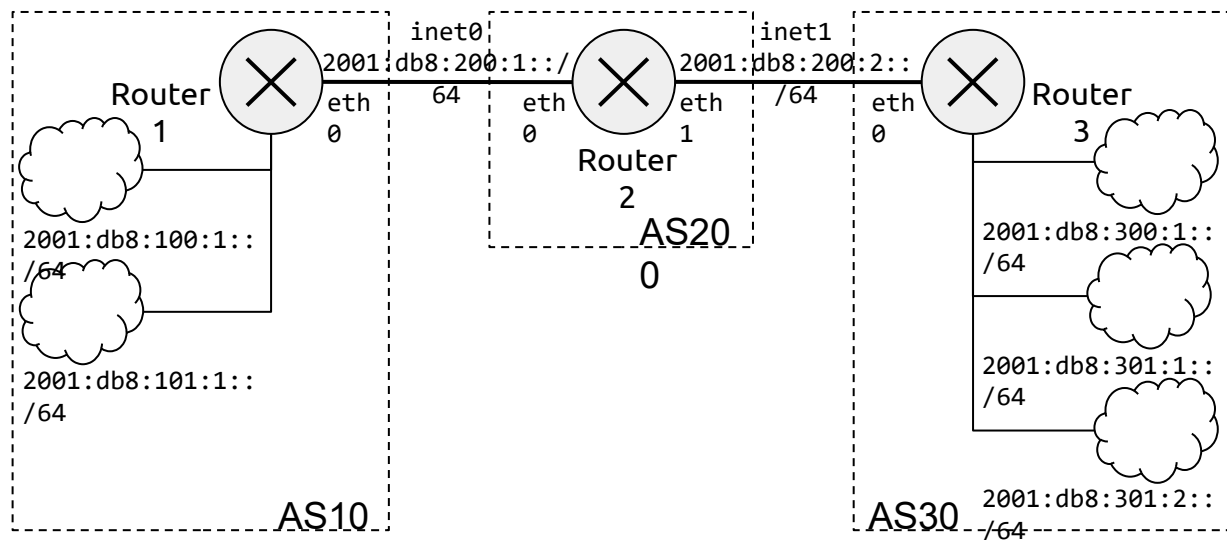 inet0
2001:db8:200:1::/
64
inet1
2001:db8:200:2::
/64
Router
1
eth
0
eth
0
eth
1
eth
0
Router
2
Router
3
AS20
0
2001:db8:100:1::
/64
2001:db8:101:1::
/64
AS10
2001:db8:300:1::
/64
2001:db8:301:1::
/64
2001:db8:301:2::
/64
AS30